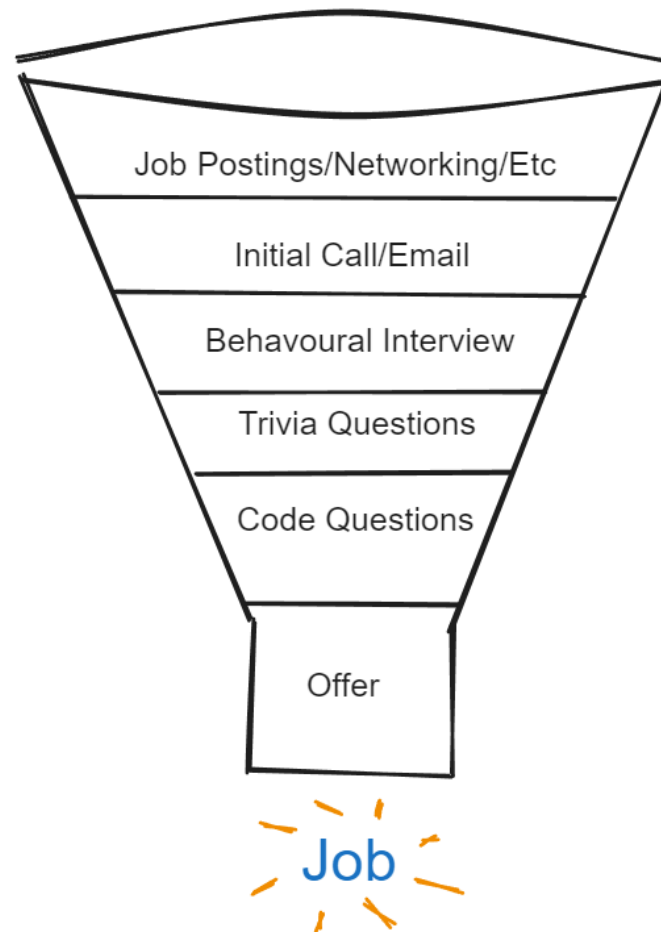 Job Postings/Networking/Etc
Initial Call/Email
Behavoural Interview
Trivia Questions
Code Questions
Offer
Job